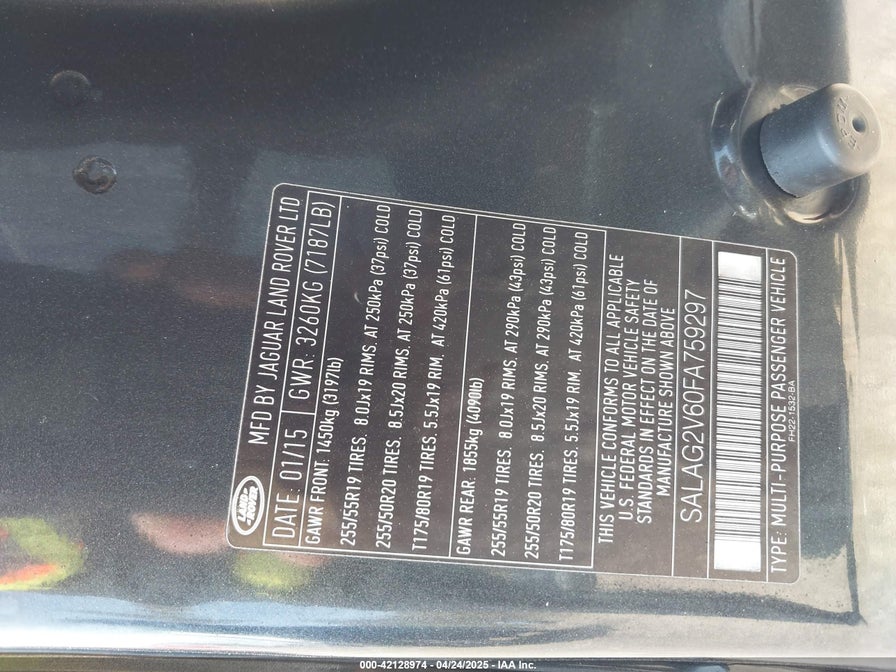 LAND
ROVER
MFD BY JAGUAR LAND ROVER LTD
DATE: 01/15 GWR: 3260KG (7187LB)
GAWR FRONT: 1450kg (3197lb)
255/55R19 TIRES. 8.0Jx19 RIMS. AT 250kPa (37psi) COLD
255/50R20 TIRES. 8.5Jx20 RIMS. AT 250kPa (37psi) COLD
T175/80R19 TIRES. 5.5Jx19 RIM. AT 420kPa (61psi) COLD
GAWR REAR: 1855kg (4090lb)
255/55R19 TIRES. 8.0Jx19 RIMS. AT 290kPa (43psi) COLD
255/50R20 TIRES. 8.5Jx20 RIMS. AT 290kPa (43psi) COLD
T175/80R19 TIRES. 5.5Jx19 RIM. AT 420kPa (61psi) COLD
THIS VEHICLE CONFORMS TO ALL APPLICABLE
U.S. FEDERAL MOTOR VEHICLE SAFETY
STANDARDS IN EFFECT ON THE DATE OF
MANUFACTURE SHOWN ABOVE
SALAG2V60FA759297
TYPE: MULTI-PURPOSE PASSENGER VEHICLE
FH22-1532-BA
000-42128974 - 04/24/2025 - IAA Inc.